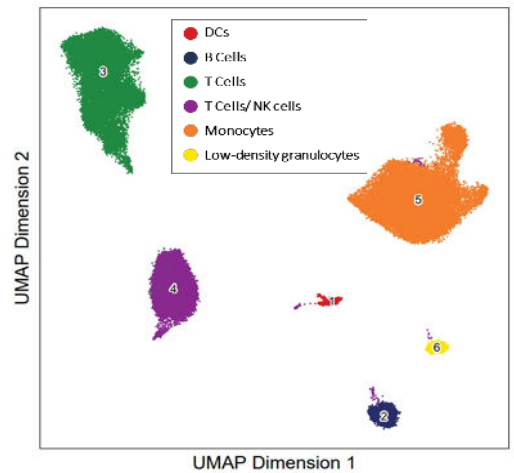 DCs
B Cells
T Cells
T Cells/ NK cells
Monocytes
Low-density granulocytes
3
5
4
1
6
2
UMAP Dimension 2
UMAP Dimension 1